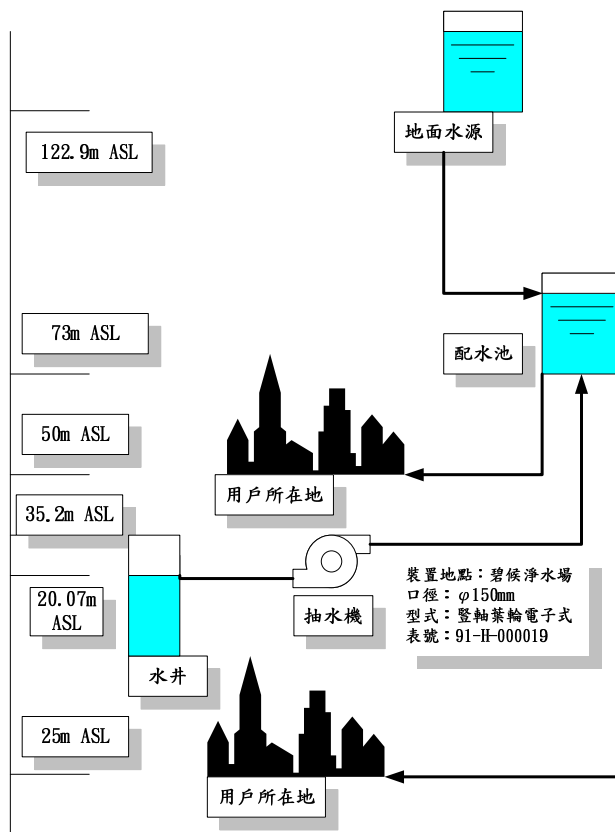 地面水源
122.9m ASL
73m ASL
配水池
50m ASL
用戶所在地
35.2m ASL
裝置地點：碧候淨水場
口徑：φ150mm
型式：豎軸葉輪電子式
表號：91-H-000019
20.07m
ASL
抽水機
水井
25m ASL
用戶所在地